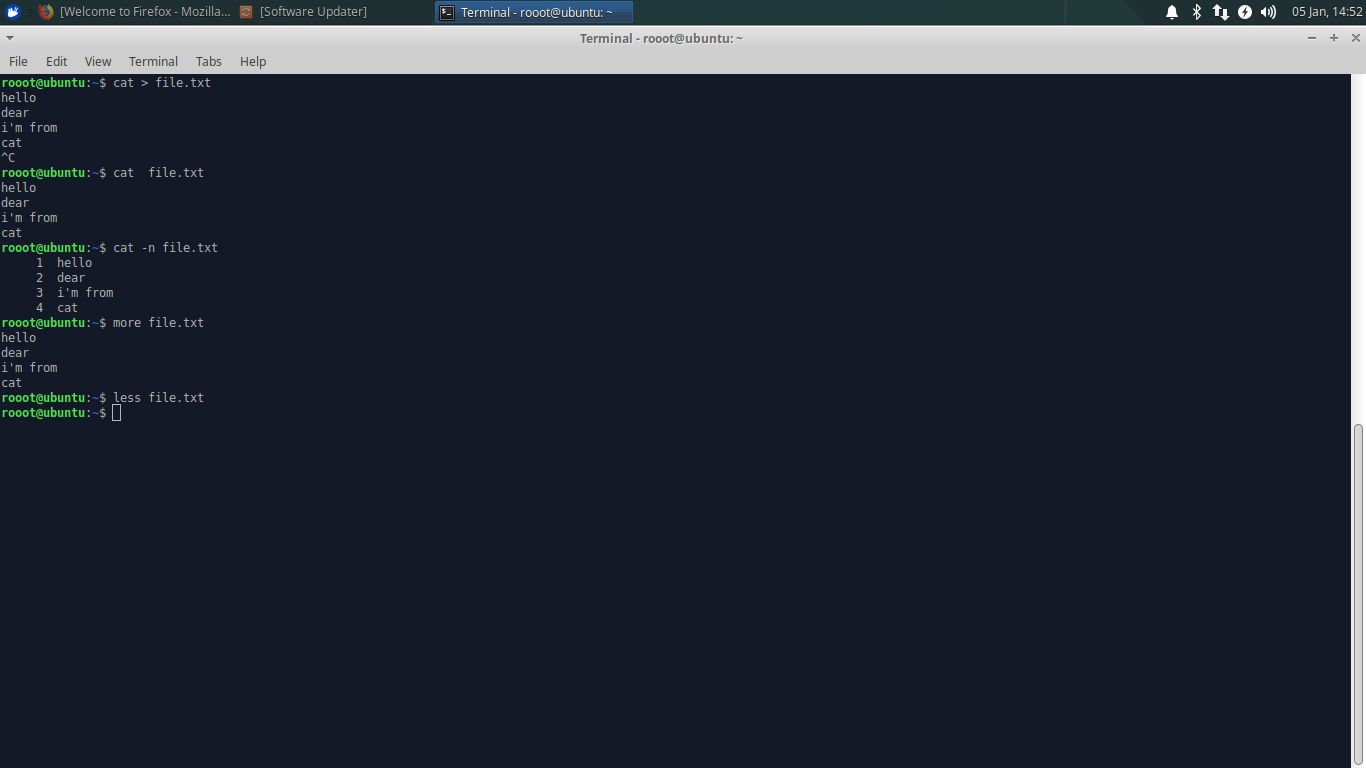 [Welcome to Firefox - Mozilla... [Software Updater] Terminal - rooot@ubuntu: ~ 05 Jan, 14:52
Terminal - rooot@ubuntu: ~
File Edit View Terminal Tabs Help
rooot@ubuntu:~$ cat > file.txt
hello
dear
i'm from
cat
^C
rooot@ubuntu:~$ cat  file.txt
hello
dear
i'm from
cat
rooot@ubuntu:~$ cat -n file.txt
     1  hello
     2  dear
     3  i'm from
     4  cat
rooot@ubuntu:~$ more file.txt
hello
dear
i'm from
cat
rooot@ubuntu:~$ less file.txt
rooot@ubuntu:~$